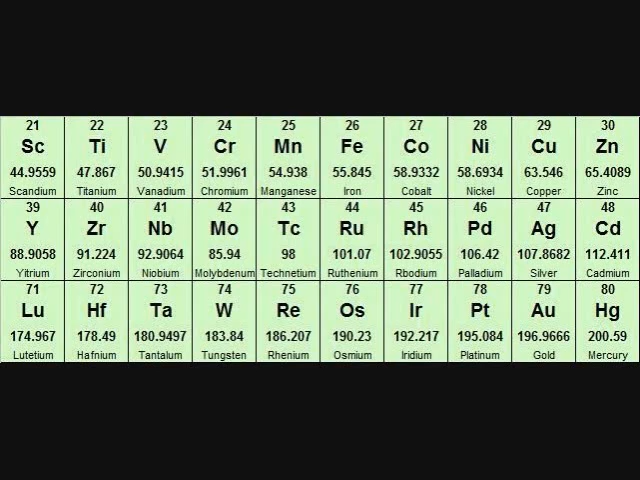 21 22 23 24 25 26 27 28 29 30
Sc Ti V Cr Mn Fe Co Ni Cu Zn
44.9559 47.867 50.9415 51.9961 54.938 55.845 58.9332 58.6934 63.546 65.4089
Scandium Titanium Vanadium Chromium Manganese Iron Cobalt Nickel Copper Zinc
39 40 41 42 43 44 45 46 47 48
Y Zr Nb Mo Tc Ru Rh Pd Ag Cd
88.9058 91.224 92.9064 85.94 98 101.07 102.9055 106.42 107.8682 112.411
Yitrium Zirconium Niobium Molybdenum Technetium Ruthenium Rbodium Palladium Silver Cadmium
71 72 73 74 75 76 77 78 79 80
Lu Hf Ta W Re Os Ir Pt Au Hg
174.967 178.49 180.9497 183.84 186.207 190.23 192.217 195.084 196.9666 200.59
Lutetium Hafnium Tantalum Tungsten Rhenium Osmium Iridium Platinum Gold Mercury